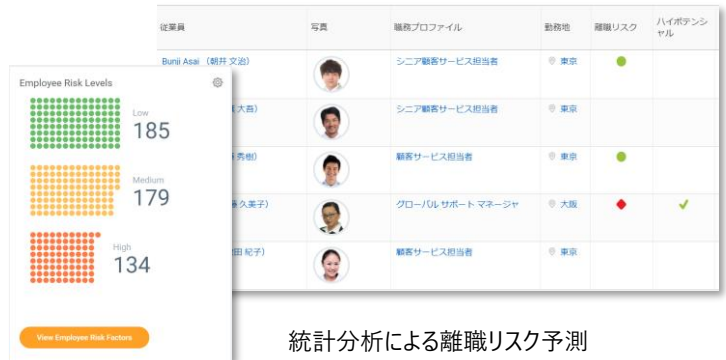 従業員 写真 職務プロファイル 勤務地 離職リスク ハイポテンシ
ャル
Bunji Asai （朝井 文治） シニア顧客サービス担当者 東京
大吾) シニア顧客サービス担当者 東京
秀樹) 顧客サービス担当者 東京
久美子) グローバル サポート マネージャ 大阪
田 紀子) 顧客サービス担当者 東京
Employee Risk Levels
Low
185
Medium
179
High
134
View Employee Risk Factors
統計分析による離職リスク予測